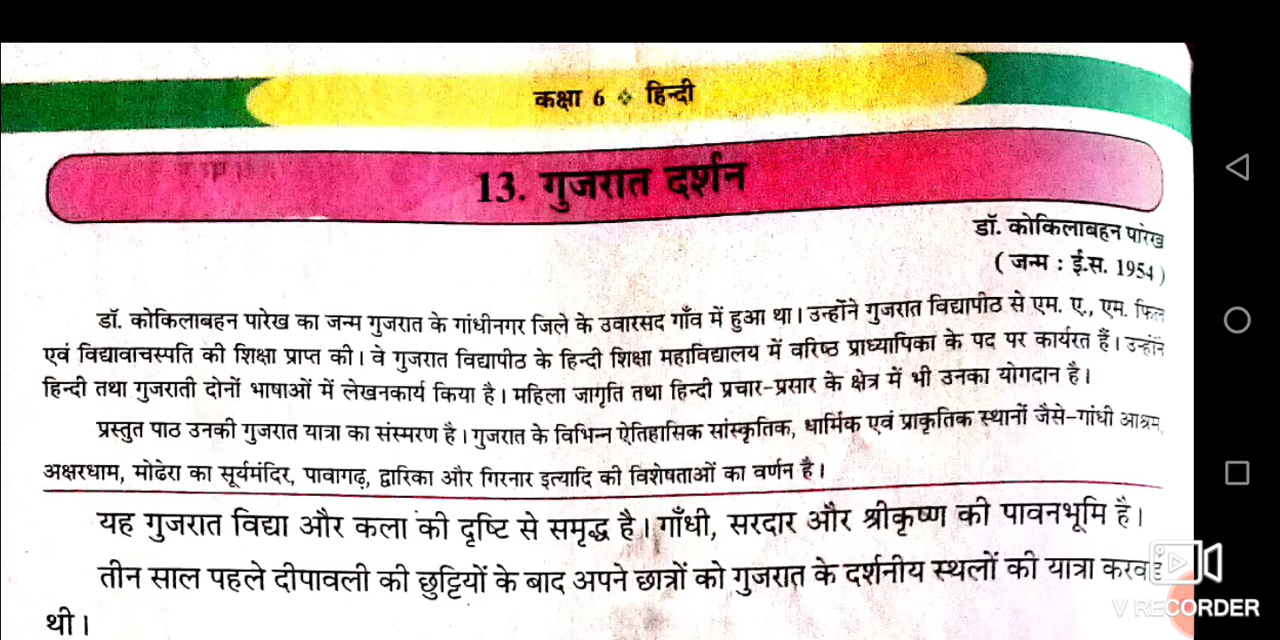 कक्षा 6 ❖ हिन्दी
13. गुजरात दर्शन
डॉ. कोकिलाबहन पारेख
( जन्म : ई.स. 1954 )
डॉ. कोकिलाबहन पारेख का जन्म गुजरात के गांधीनगर जिले के उवारसद गाँव में हुआ था। उन्होंने गुजरात विद्यापीठ से एम. ए., एम. फिल
एवं विद्यावाचस्पति की शिक्षा प्राप्त की। वे गुजरात विद्यापीठ के हिन्दी शिक्षा महाविद्यालय में वरिष्ठ प्राध्यापिका के पद पर कार्यरत हैं। उन्होंने
हिन्दी तथा गुजराती दोनों भाषाओं में लेखनकार्य किया है। महिला जागृति तथा हिन्दी प्रचार-प्रसार के क्षेत्र में भी उनका योगदान है।
प्रस्तुत पाठ उनकी गुजरात यात्रा का संस्मरण है। गुजरात के विभिन्न ऐतिहासिक सांस्कृतिक, धार्मिक एवं प्राकृतिक स्थानों जैसे-गांधी आश्रम,
अक्षरधाम, मोढेरा का सूर्यमंदिर, पावागढ़, द्वारिका और गिरनार इत्यादि की विशेषताओं का वर्णन है।
यह गुजरात विद्या और कला की दृष्टि से समृद्ध है। गाँधी, सरदार और श्रीकृष्ण की पावनभूमि है।
तीन साल पहले दीपावली की छुट्टियों के बाद अपने छात्रों को गुजरात के दर्शनीय स्थलों की यात्रा
थी।
V RECORDER